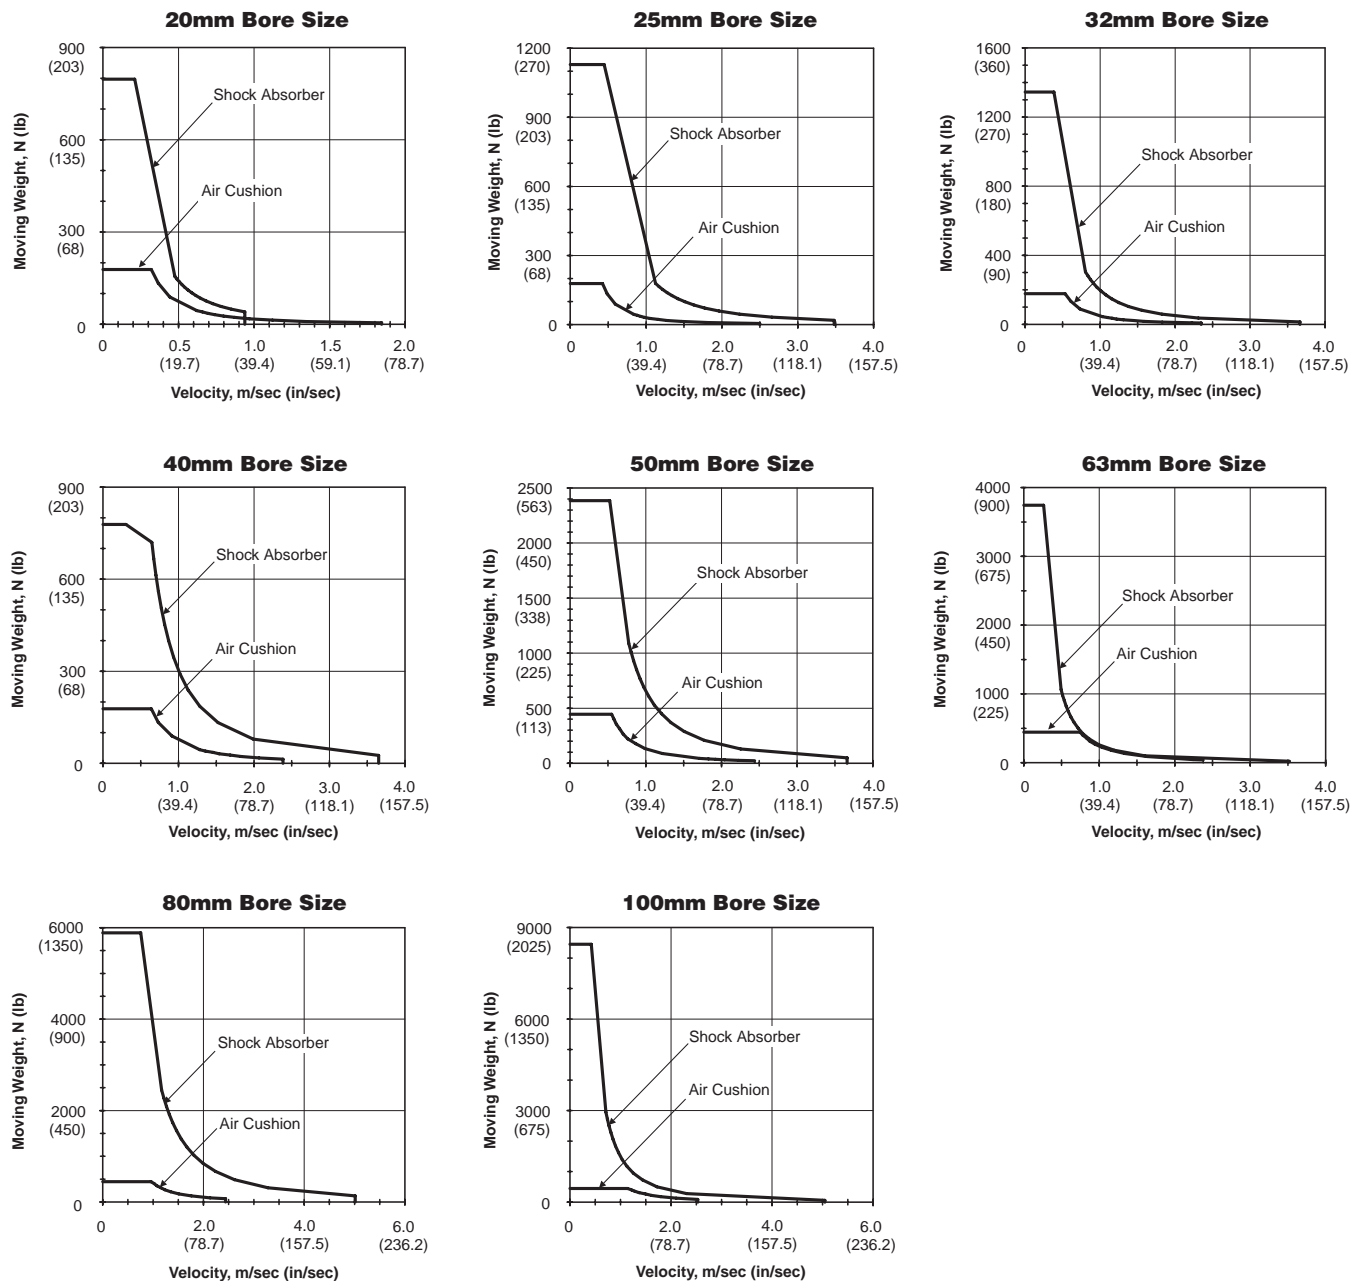 20mm Bore Size
900
(203)
600
(135)
300
(68)
0
Moving Weight, N (lb)
Shock Absorber
Air Cushion
0 0.5 1.0 1.5 2.0
(19.7) (39.4) (59.1) (78.7)
Velocity, m/sec (in/sec)
25mm Bore Size
1200
(270)
900
(203)
600
(135)
300
(68)
0
Moving Weight, N (lb)
Shock Absorber
Air Cushion
0 1.0 2.0 3.0 4.0
(39.4) (78.7) (118.1) (157.5)
Velocity, m/sec (in/sec)
32mm Bore Size
1600
(360)
1200
(270)
800
(180)
400
(90)
0
Moving Weight, N (lb)
Shock Absorber
Air Cushion
0 1.0 2.0 3.0 4.0
(39.4) (78.7) (118.1) (157.5)
Velocity, m/sec (in/sec)
40mm Bore Size
900
(203)
600
(135)
300
(68)
0
Moving Weight, N (lb)
Shock Absorber
Air Cushion
0 1.0 2.0 3.0 4.0
(39.4) (78.7) (118.1) (157.5)
Velocity, m/sec (in/sec)
50mm Bore Size
2500
(563)
2000
(450)
1500
(338)
1000
(225)
500
(113)
0
Moving Weight, N (lb)
Shock Absorber
Air Cushion
0 1.0 2.0 3.0 4.0
(39.4) (78.7) (118.1) (157.5)
Velocity, m/sec (in/sec)
63mm Bore Size
4000
(900)
3000
(675)
2000
(450)
1000
(225)
0
Moving Weight, N (lb)
Shock Absorber
Air Cushion
0 1.0 2.0 3.0 4.0
(39.4) (78.7) (118.1) (157.5)
Velocity, m/sec (in/sec)
80mm Bore Size
6000
(1350)
4000
(900)
2000
(450)
0
Moving Weight, N (lb)
Shock Absorber
Air Cushion
0 2.0 4.0 6.0
(78.7) (157.5) (236.2)
Velocity, m/sec (in/sec)
100mm Bore Size
9000
(2025)
6000
(1350)
3000
(675)
0
Moving Weight, N (lb)
Shock Absorber
Air Cushion
0 2.0 4.0 6.0
(78.7) (157.5) (236.2)
Velocity, m/sec (in/sec)